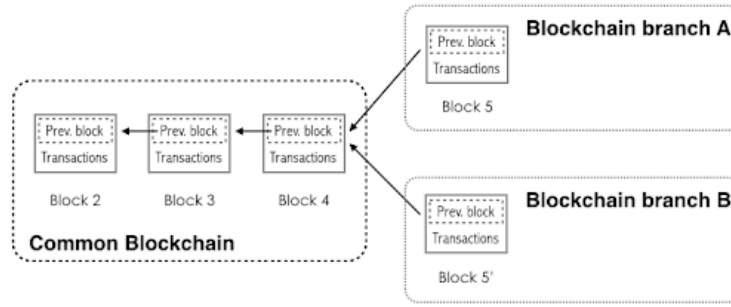 Blockchain branch A
Prev. block
Transactions
Block 5
Prev. block
Prev. block
Prev. block
Transactions
Transactions
Transactions
Block 2
Block 3
Block 4
Common Blockchain
Blockchain branch B
Prev. block
Transactions
Block 5'